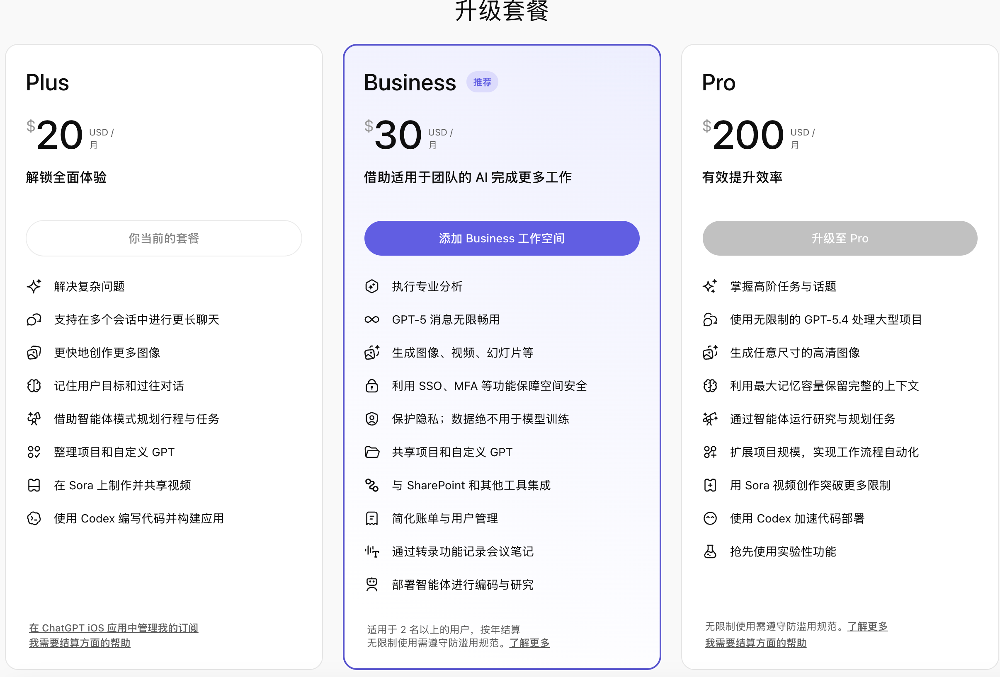 升级套餐
Plus
$20 USD /
月
解锁全面体验
你当前的套餐
解决复杂问题
支持在多个会话中进行更长聊天
更快地创作更多图像
记住用户目标和过往对话
借助智能体模式规划行程与任务
整理项目和自定义 GPT
在 Sora 上制作并共享视频
使用 Codex 编写代码并构建应用
在 ChatGPT iOS 应用中管理我的订阅
我需要结算方面的帮助
Business 推荐
$30 USD /
月
借助适用于团队的 AI 完成更多工作
添加 Business 工作空间
执行专业分析
GPT-5 消息无限畅用
生成图像、视频、幻灯片等
利用 SSO、MFA 等功能保障空间安全
保护隐私；数据绝不用于模型训练
共享项目和自定义 GPT
与 SharePoint 和其他工具集成
简化账单与用户管理
通过转录功能记录会议笔记
部署智能体进行编码与研究
适用于 2 名以上的用户，按年结算
无限制使用需遵守防滥用规范。了解更多
Pro
$200 USD /
月
有效提升效率
升级至 Pro
掌握高阶任务与话题
使用无限制的 GPT-5.4 处理大型项目
生成任意尺寸的高清图像
利用最大记忆容量保留完整的上下文
通过智能体运行研究与规划任务
扩展项目规模，实现工作流程自动化
用 Sora 视频创作突破更多限制
使用 Codex 加速代码部署
抢先使用实验性功能
无限制使用需遵守防滥用规范。了解更多
我需要结算方面的帮助